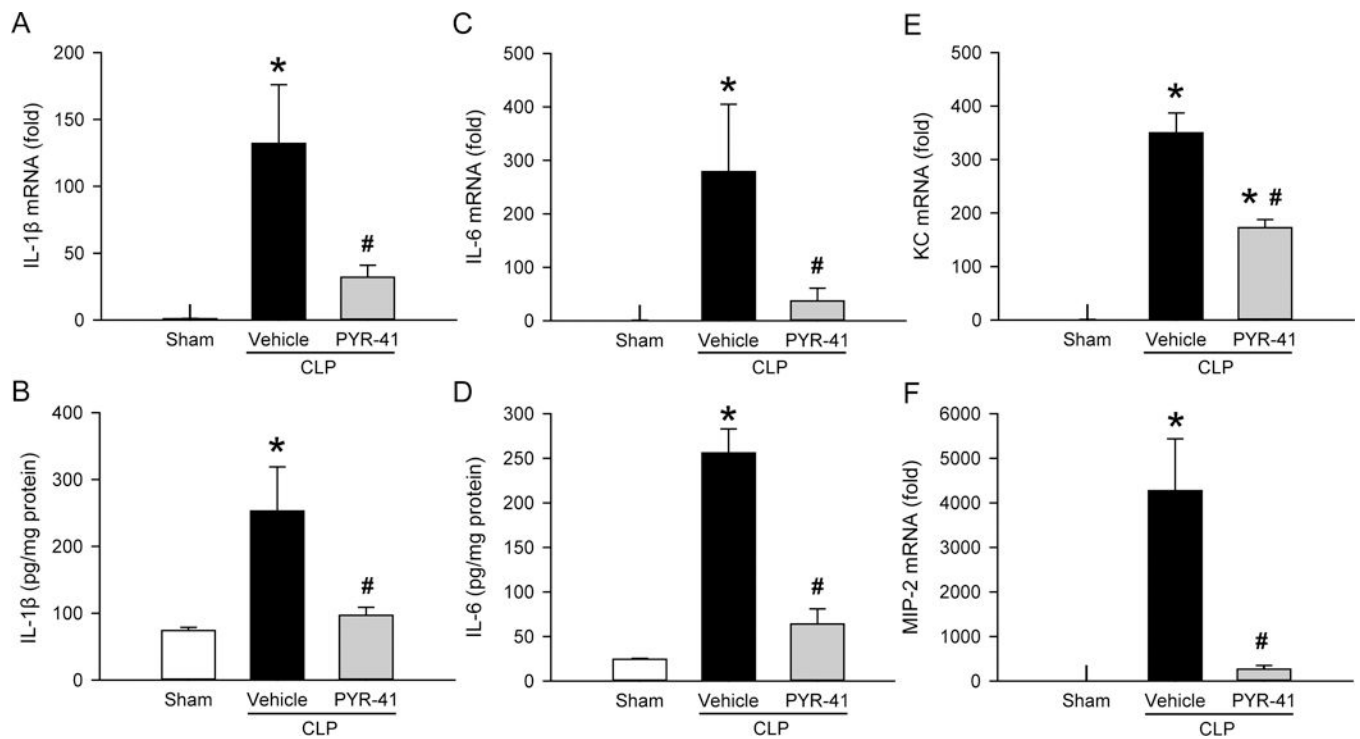 A
IL-1β mRNA (fold)
200
150
100
50
0
*
#
Sham
Vehicle
PYR-41
CLP
B
IL-1β (pg/mg protein)
400
300
200
100
0
*
#
Sham
Vehicle
PYR-41
CLP
C
IL-6 mRNA (fold)
500
400
300
200
100
0
*
#
Sham
Vehicle
PYR-41
CLP
D
IL-6 (pg/mg protein)
300
250
200
150
100
50
0
*
#
Sham
Vehicle
PYR-41
CLP
E
KC mRNA (fold)
500
400
300
200
100
0
*
* #
Sham
Vehicle
PYR-41
CLP
F
MIP-2 mRNA (fold)
6000
5000
4000
3000
2000
1000
0
*
#
Sham
Vehicle
PYR-41
CLP